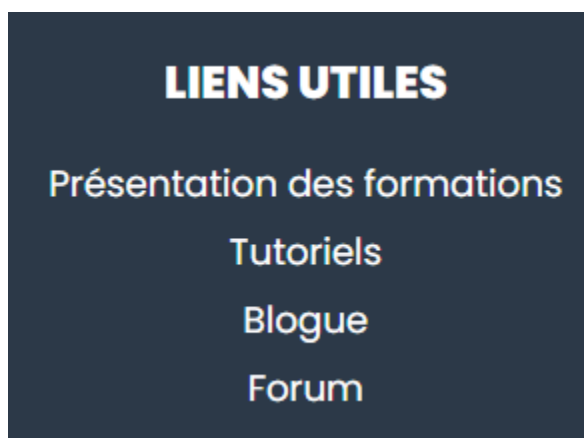 LIENS UTILES
Présentation des formations
Tutoriels
Blogue
Forum